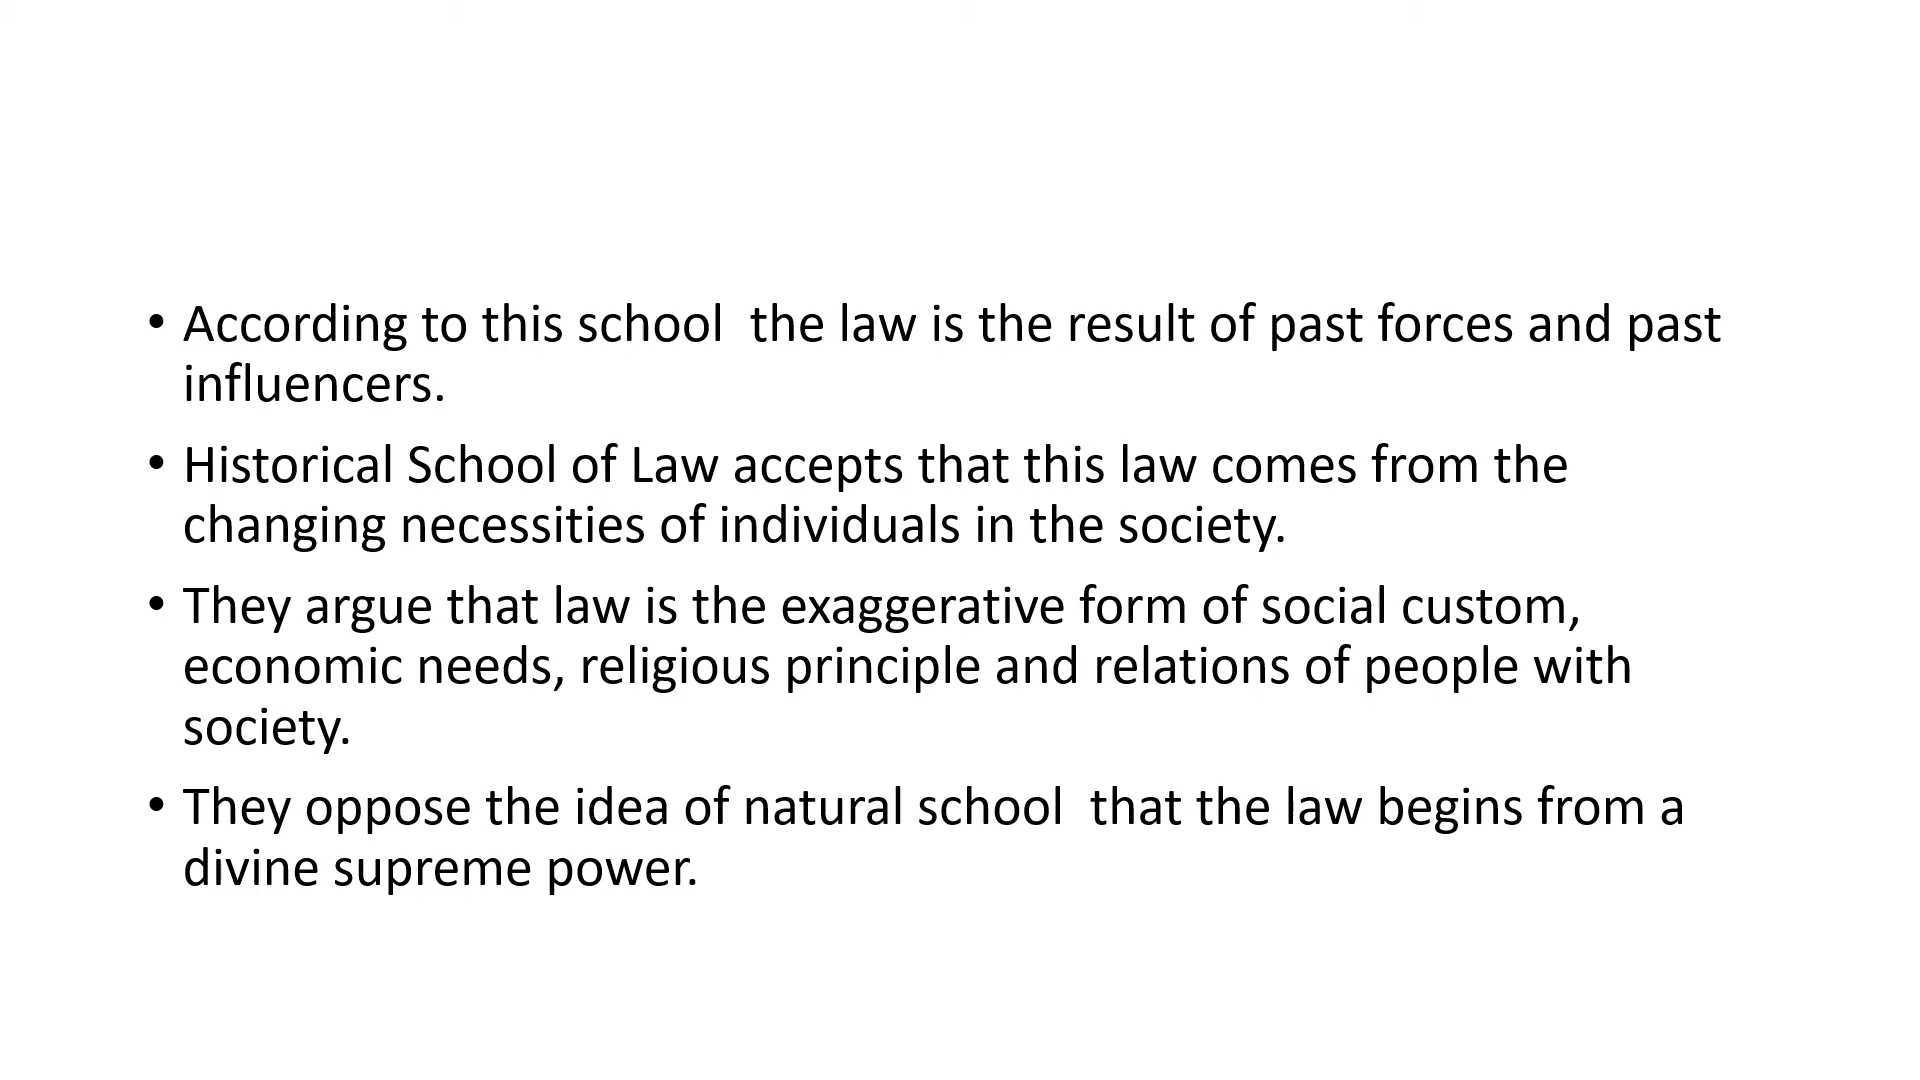 • According to this school  the law is the result of past forces and past
influencers.
• Historical School of Law accepts that this law comes from the
changing necessities of individuals in the society.
• They argue that law is the exaggerative form of social custom,
economic needs, religious principle and relations of people with
society.
• They oppose the idea of natural school  that the law begins from a
divine supreme power.